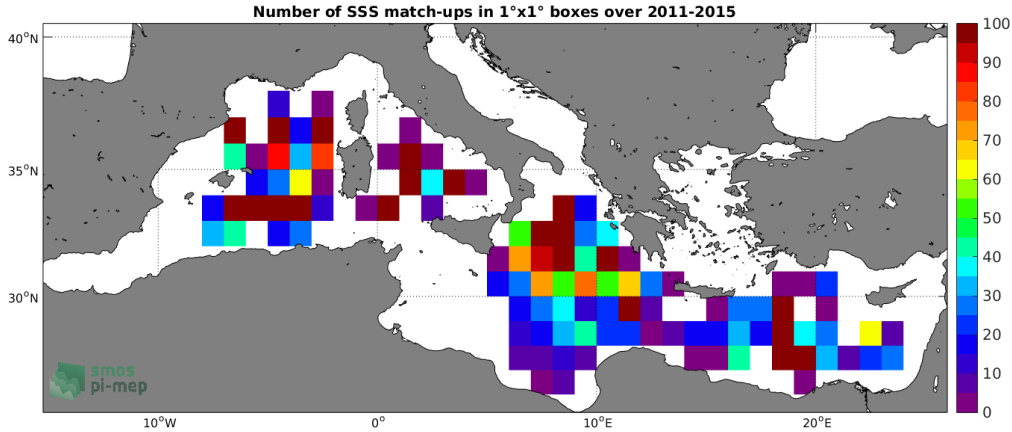 Number of SSS match-ups in 1°x1° boxes over 2011-2015
40°N
35°N
30°N
10°W
0°
10°E
20°E
100
90
80
70
60
50
40
30
20
10
0
smos
pi-mep